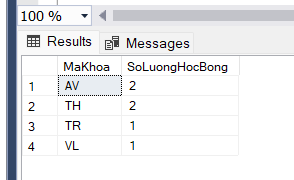 100 %
Results Messages
MaKhoa SoLuongHocBong
1 AV 2
2 TH 2
3 TR 1
4 VL 1